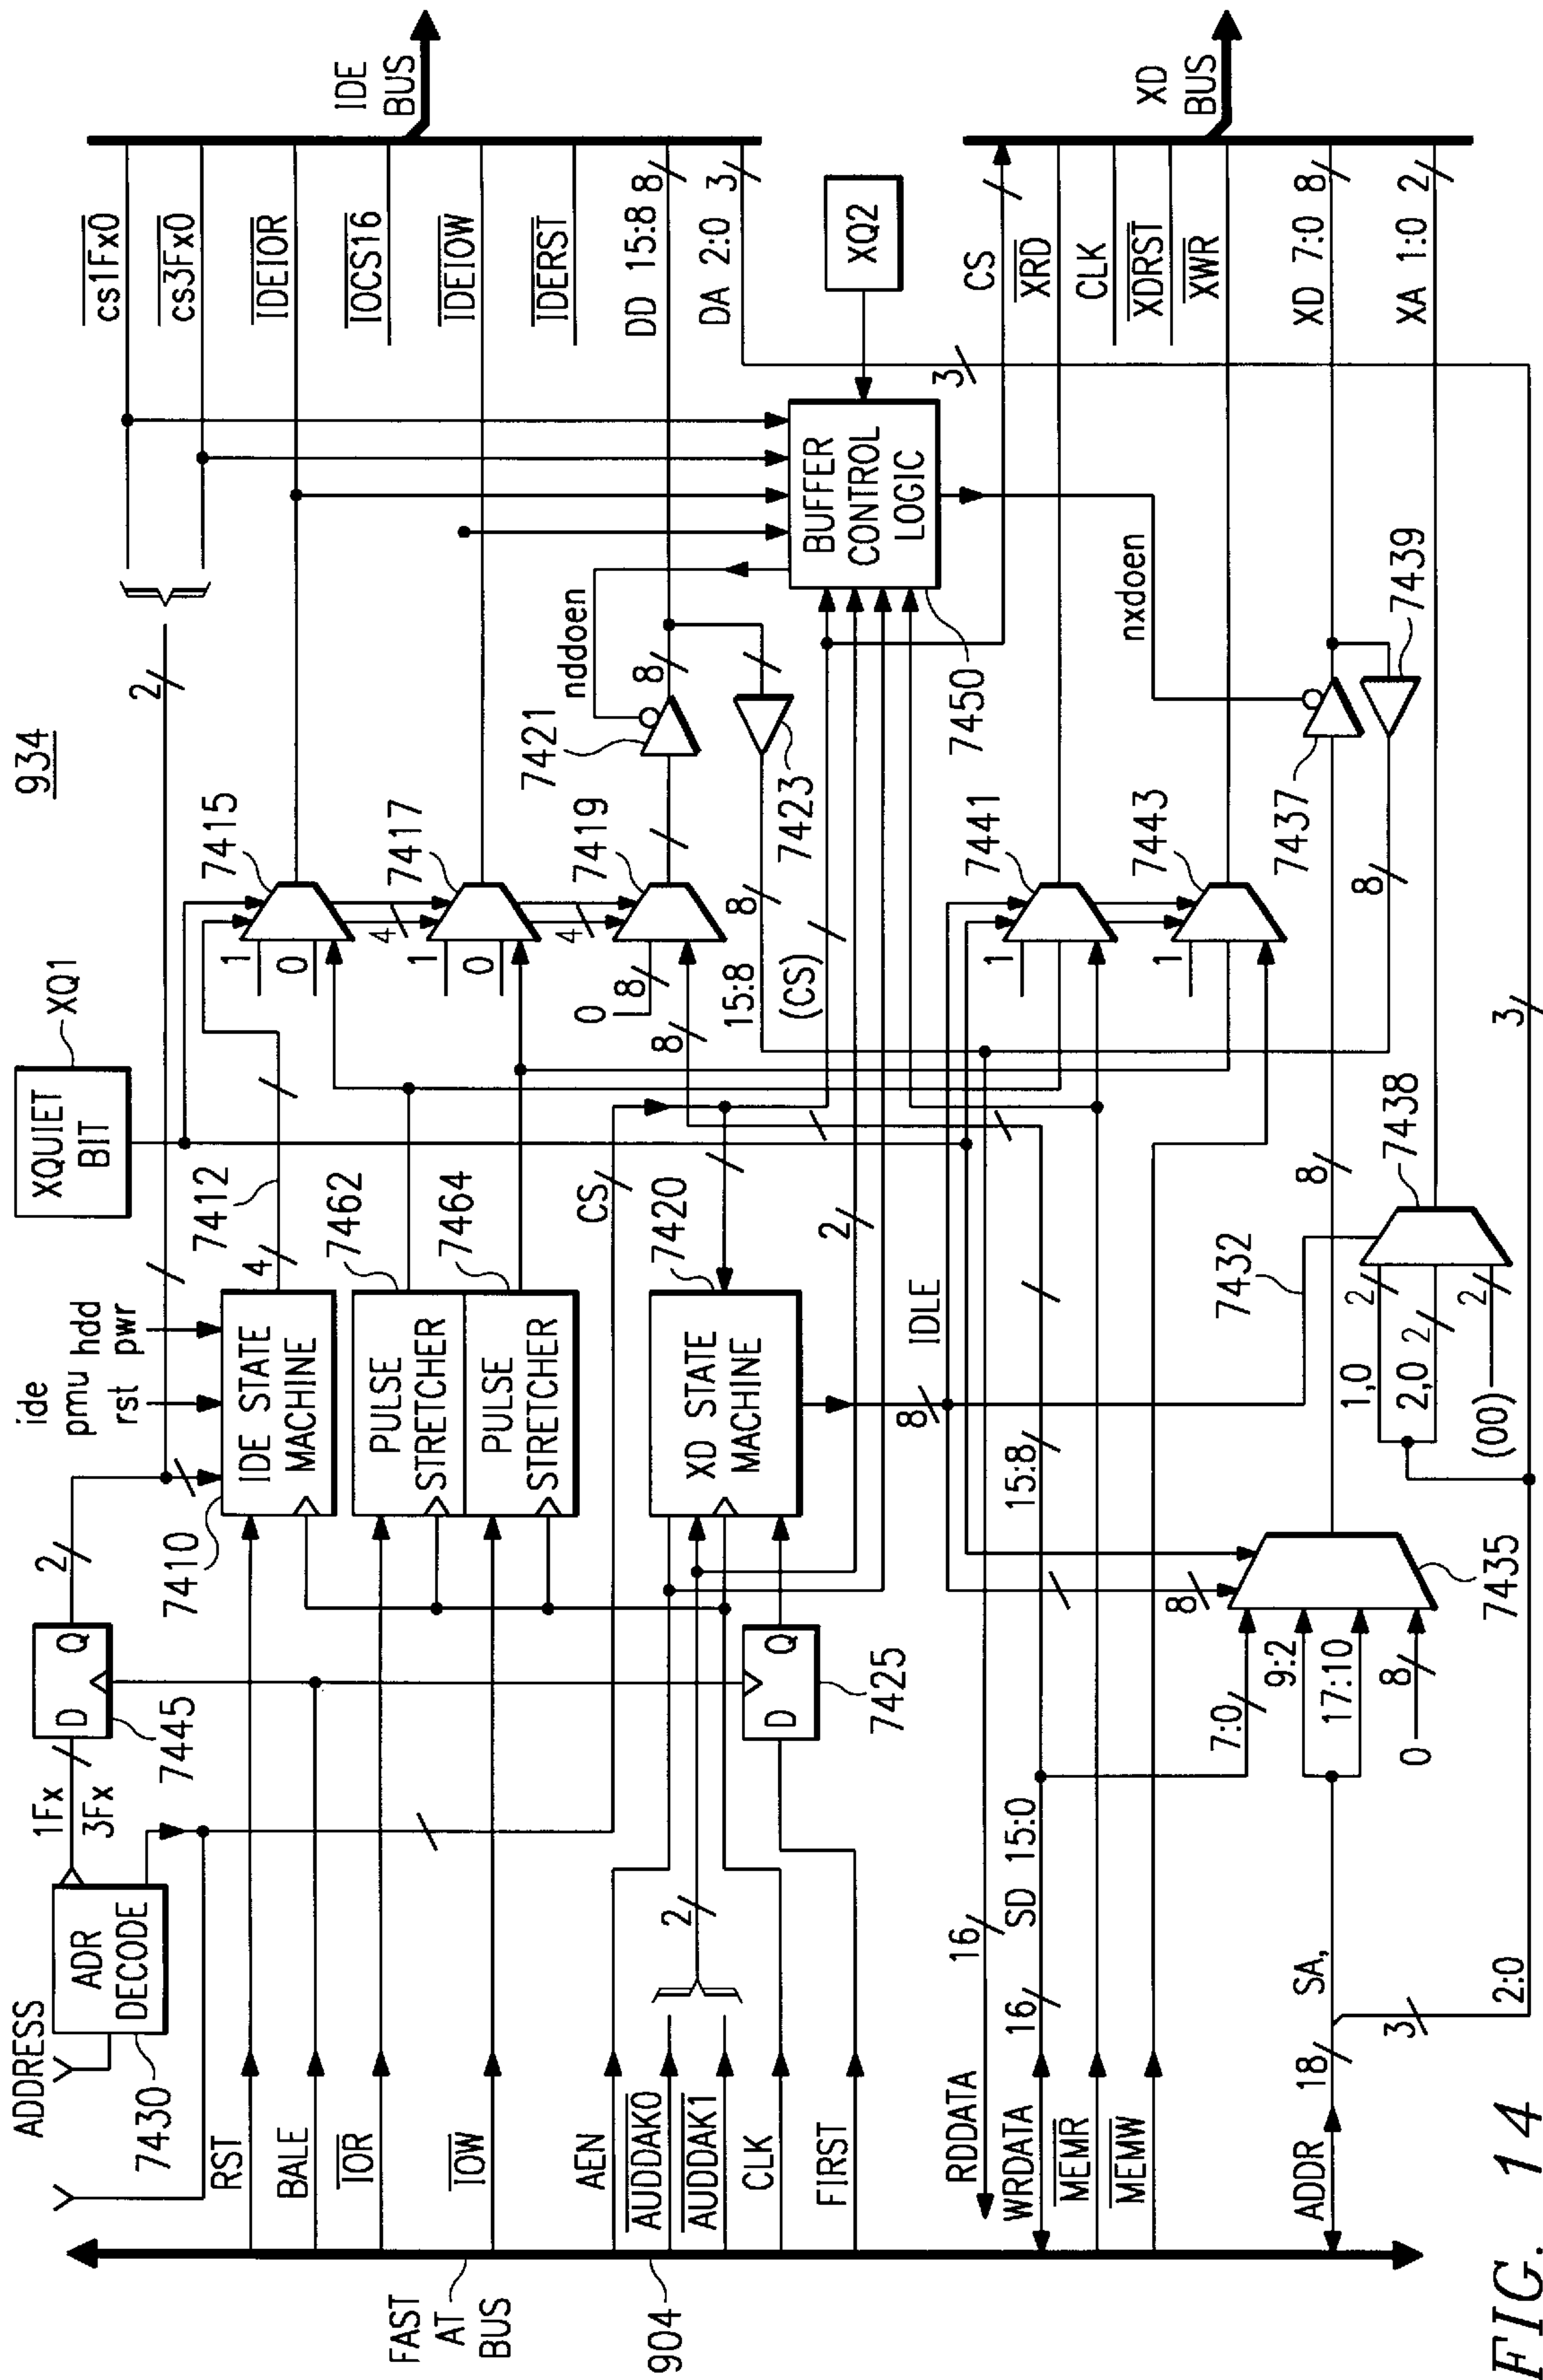 934
FAST
AT
BUS
904
ADDRESS
7430
ADR
DECODE
1Fx
3Fx
D Q
7445
2
7410
ide
pmu
rst
hdd
pwr
IDE STATE
MACHINE
4
7412
XQUIET
BIT
XQ1
2
RST
BALE
IOR
IOW
PULSE
STRETCHER
7462
PULSE
STRETCHER
7464
1
0
7415
4
1
0
7417
4
0
8
8
7419
7421
nddoen
8
7423
15:8
8
(CS)
cs1Fx0
cs3Fx0
IDEIOR
IOCS16
IDEIOW
IDERST
DD 15:8
8
DA 2:0
3
IDE
BUS
AEN
AUDDAK0
AUDDAK1
CLK
FIRST
2
D Q
7425
CS
XD STATE
MACHINE
7420
2
8
IDLE
BUFFER
CONTROL
LOGIC
7450
XQ2
3
nxdoen
RDDATA
16
WRDATA
16
SD 15:0
15:8
MEMR
MEMW
1
7441
1
7443
CS
XRD
CLK
XDRST
XWR
XD 7:0
8
XA 1:0
2
XD
BUS
ADDR
18
SA,
3
2:0
7:0
9:2
17:10
0
8
8
7435
7432
1,0
2
2,0
2
(00)
2
7438
8
7437
7439
8
3
FIG. 14